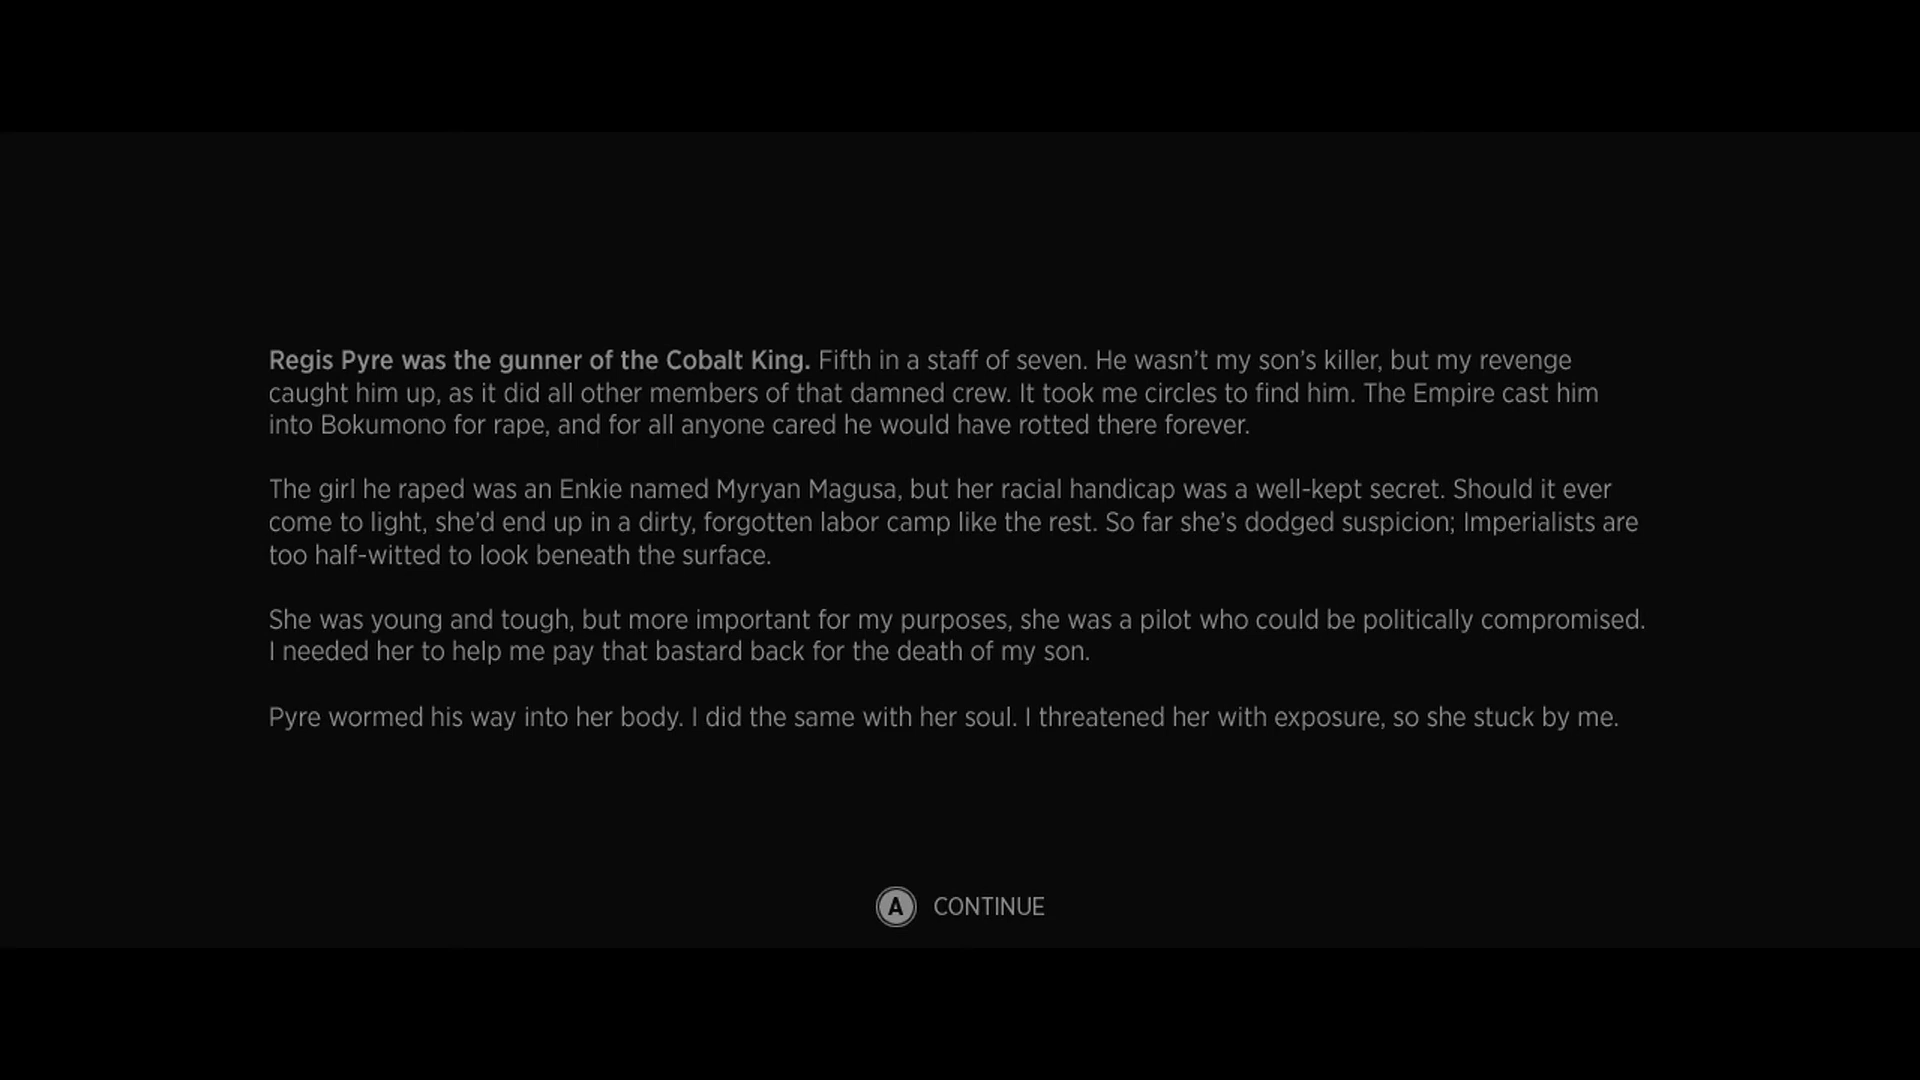 Regis Pyre was the gunner of the Cobalt King. Fifth in a staff of seven. He wasn’t my son’s killer, but my revenge
caught him up, as it did all other members of that damned crew. It took me circles to find him. The Empire cast him
into Bokumono for rape, and for all anyone cared he would have rotted there forever.
The girl he raped was an Enkie named Myryan Magusa, but her racial handicap was a well-kept secret. Should it ever
come to light, she’d end up in a dirty, forgotten labor camp like the rest. So far she’s dodged suspicion; Imperialists are
too half-witted to look beneath the surface.
She was young and tough, but more important for my purposes, she was a pilot who could be politically compromised.
I needed her to help me pay that bastard back for the death of my son.
Pyre wormed his way into her body. I did the same with her soul. I threatened her with exposure, so she stuck by me.
A CONTINUE